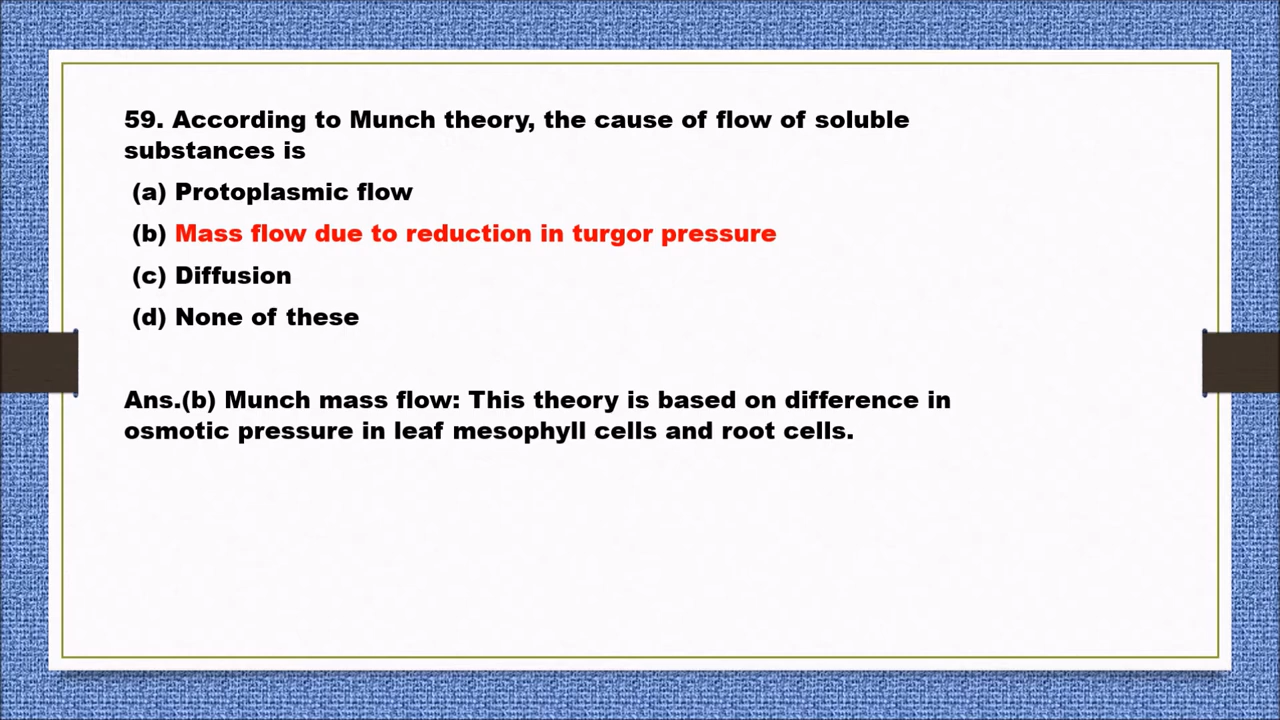 59. According to Munch theory, the cause of flow of soluble
substances is
(a) Protoplasmic flow
(b) Mass flow due to reduction in turgor pressure
(c) Diffusion
(d) None of these
Ans.(b) Munch mass flow: This theory is based on difference in
osmotic pressure in leaf mesophyll cells and root cells.